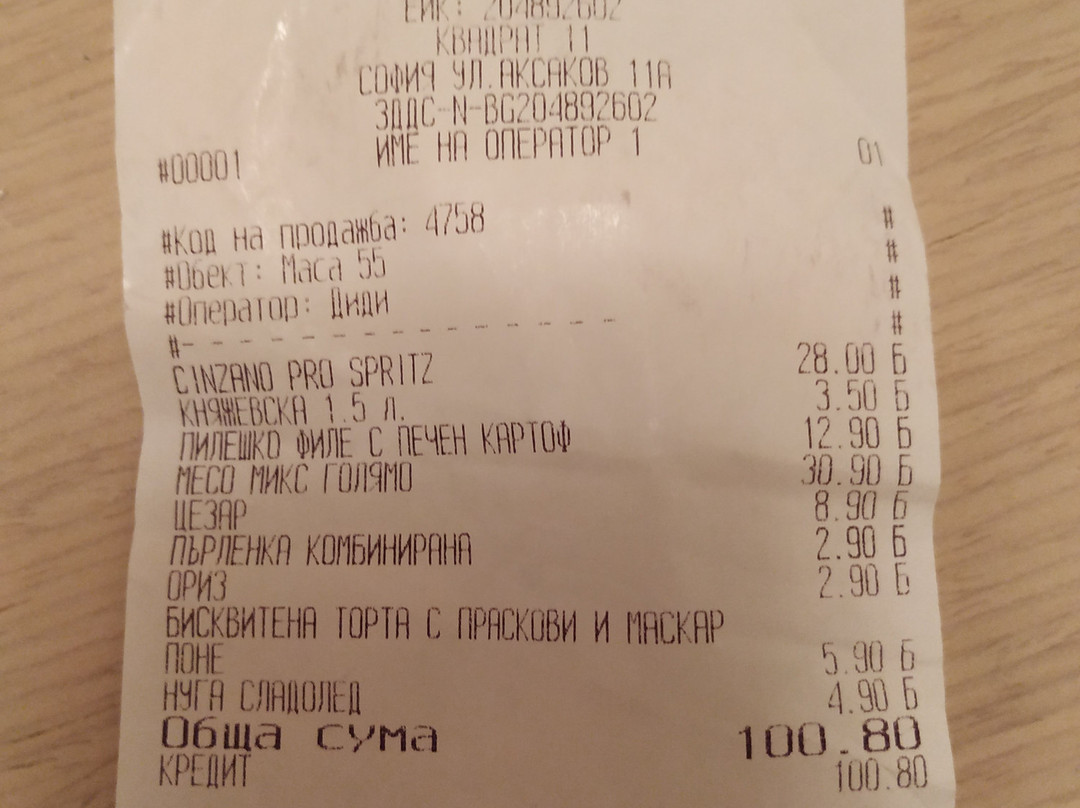 ЕИК: 204892602
КВАДРАТ 11
СОФИЯ УЛ.АКСАКОВ 11А
ЗДДС-N-BG204892602
ИМЕ НА ОПЕРАТОР 1
#00001 01
#Код на продажба: 4758 #
#Обект: Маса 55 #
#Оператор: Диди #
#- - - - - - - - - - - - - - #
CINZANO PRO SPRITZ 28.00 Б
КНЯЖЕВСКА 1.5 л. 3.50 Б
ПИЛЕШКО ФИЛЕ С ПЕЧЕН КАРТОФ 12.90 Б
МЕСО МИКС ГОЛЯМО 30.90 Б
ЦЕЗАР 8.90 Б
ПЪРЛЕНКА КОМБИНИРАНА 2.90 Б
ОРИЗ 2.90 Б
БИСКВИТЕНА ТОРТА С ПРАСКОВИ И МАСКАР
ПОНЕ 5.90 Б
НУГА СЛАДОЛЕД 4.90 Б
Обща сума 100.80
КРЕДИТ 100.80